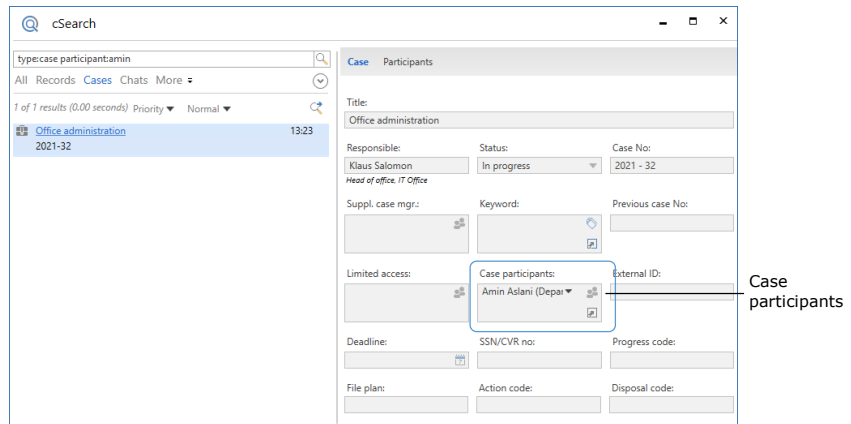 cSearch
type:case participant:amin
All Records Cases Chats More
1 of 1 results (0.00 seconds) Priority Normal
Office administration 13:23
2021-32
Case Participants
Title:
Office administration
Responsible: Status: Case No:
Klaus Salomon In progress 2021 - 32
Head of office, IT Office
Suppl. case mgr.: Keyword: Previous case No:
Limited access: Case participants: External ID:
Amin Aslani (Depar
Case
participants
Deadline: SSN/CVR no: Progress code:
File plan: Action code: Disposal code: